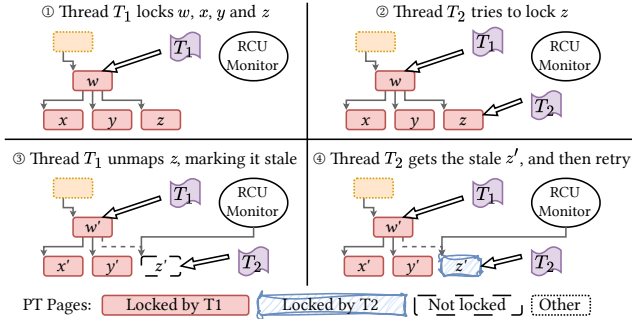 ① Thread T₁ locks w, x, y and z
T₁
RCU
Monitor
w
x y z
② Thread T₂ tries to lock z
T₁
RCU
Monitor
w
x y z
T₂
③ Thread T₁ unmaps z, marking it stale
T₁
RCU
Monitor
w'
x' y' z'
T₂
④ Thread T₂ gets the stale z', and then retry
T₁
RCU
Monitor
w'
x' y' z'
T₂
PT Pages: Locked by T1 Locked by T2 Not locked Other